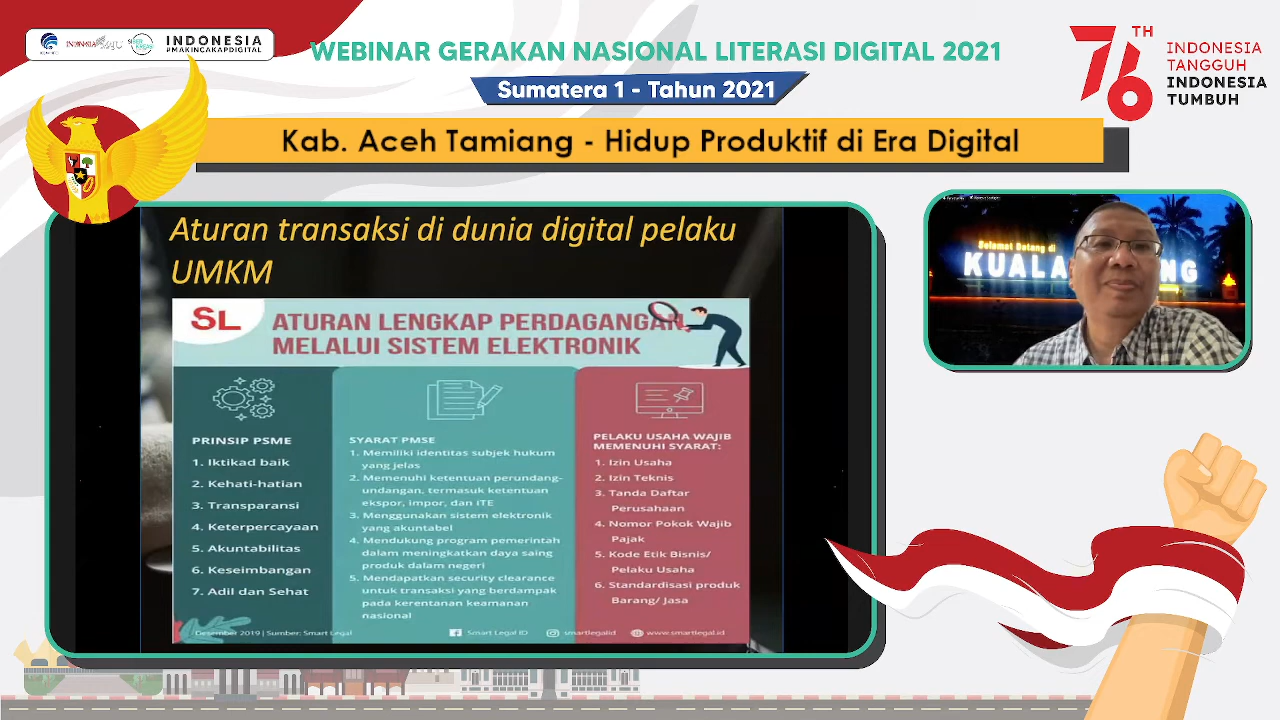 INDONESIA
#MAKINCAKAPDIGITAL
WEBINAR GERAKAN NASIONAL LITERASI DIGITAL 2021
Sumatera 1 - Tahun 2021
76 TH
INDONESIA
TANGGUH
INDONESIA
TUMBUH
Kab. Aceh Tamiang - Hidup Produktif di Era Digital
Aturan transaksi di dunia digital pelaku
UMKM
SL
ATURAN LENGKAP PERDAGANGAN
MELALUI SISTEM ELEKTRONIK
PRINSIP PSME
1. Iktikad baik
2. Kehati-hatian
3. Transparansi
4. Keterpercayaan
5. Akuntabilitas
6. Keseimbangan
7. Adil dan Sehat
SYARAT PMSE
1. Memiliki identitas subjek hukum
yang jelas
2. Memenuhi ketentuan perundang-
undangan, termasuk ketentuan
ekspor, impor, dan iTE
3. Menggunakan sistem elektronik
yang akuntabel
4. Mendukung program pemerintah
dalam meningkatkan daya saing
produk dalam negeri
5. Mendapatkan security clearance
untuk transaksi yang berdampak
pada kerentanan keamanan
nasional
PELAKU USAHA WAJIB
MEMENUHI SYARAT:
1. Izin Usaha
2. Izin Teknis
3. Tanda Daftar
Perusahaan
4. Nomor Pokok Wajib
Pajak
5. Kode Etik Bisnis/
Pelaku Usaha
6. Standardisasi produk
Barang/ Jasa
Desember 2019 | Sumber: Smart Legal
Smart Legal ID
smartlegalid
www.smartlegal.id
Selamat Datang di
KUALA
NG